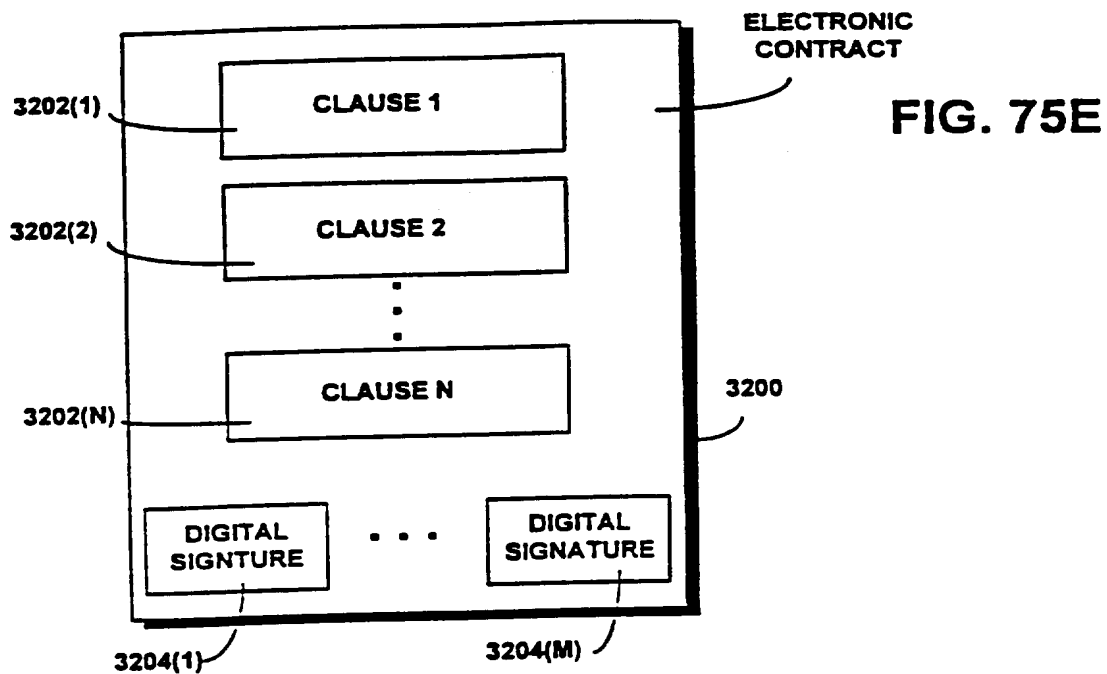 ELECTRONIC
CONTRACT
FIG. 75E
3202(1)
CLAUSE 1
3202(2)
CLAUSE 2
3202(N)
CLAUSE N
3200
DIGITAL
SIGNTURE
DIGITAL
SIGNATURE
3204(1)
3204(M)